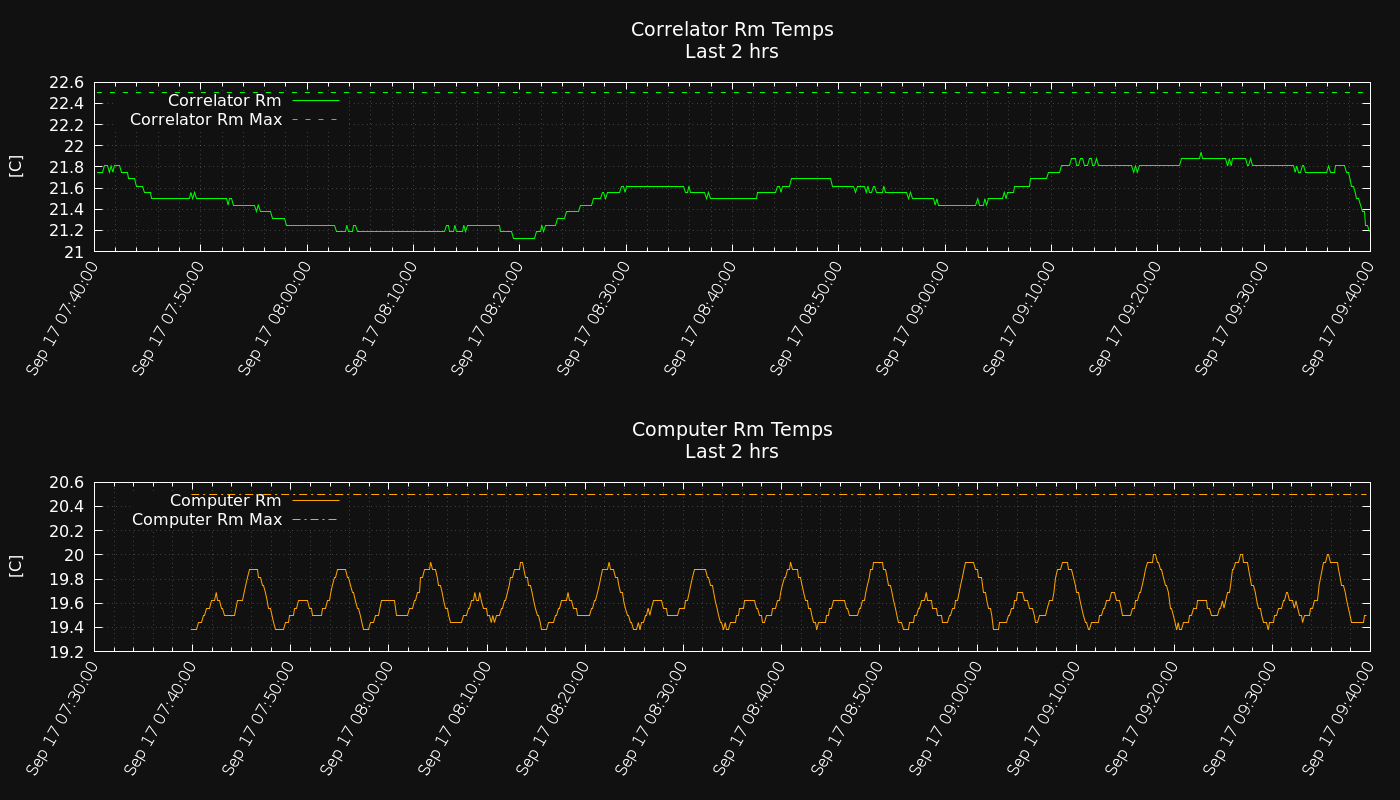 Correlator Rm Temps
Last 2 hrs
22.6
22.4
22.2
22
21.8
21.6
21.4
21.2
21
[C]
Correlator Rm
Correlator Rm Max
Sep 17 07:40:00
Sep 17 07:50:00
Sep 17 08:00:00
Sep 17 08:10:00
Sep 17 08:20:00
Sep 17 08:30:00
Sep 17 08:40:00
Sep 17 08:50:00
Sep 17 09:00:00
Sep 17 09:10:00
Sep 17 09:20:00
Sep 17 09:30:00
Sep 17 09:40:00
Computer Rm Temps
Last 2 hrs
20.6
20.4
20.2
20
19.8
19.6
19.4
19.2
[C]
Computer Rm
Computer Rm Max
Sep 17 07:30:00
Sep 17 07:40:00
Sep 17 07:50:00
Sep 17 08:00:00
Sep 17 08:10:00
Sep 17 08:20:00
Sep 17 08:30:00
Sep 17 08:40:00
Sep 17 08:50:00
Sep 17 09:00:00
Sep 17 09:10:00
Sep 17 09:20:00
Sep 17 09:30:00
Sep 17 09:40:00